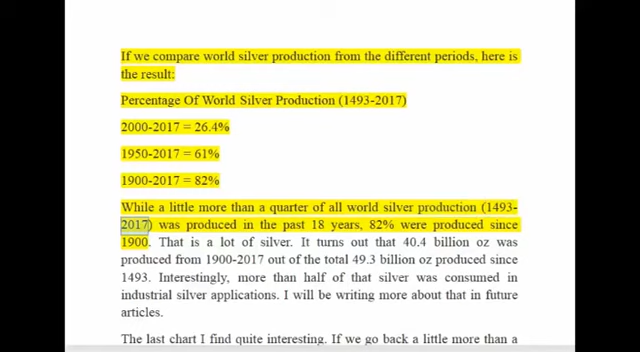 If we compare world silver production from the different periods, here is
the result:
Percentage Of World Silver Production (1493-2017)
2000-2017 = 26.4%
1950-2017 = 61%
1900-2017 = 82%
While a little more than a quarter of all world silver production (1493-
2017) was produced in the past 18 years, 82% were produced since
1900. That is a lot of silver. It turns out that 40.4 billion oz was
produced from 1900-2017 out of the total 49.3 billion oz produced since
1493. Interestingly, more than half of that silver was consumed in
industrial silver applications. I will be writing more about that in future
articles.
The last chart I find quite interesting. If we go back a little more than a